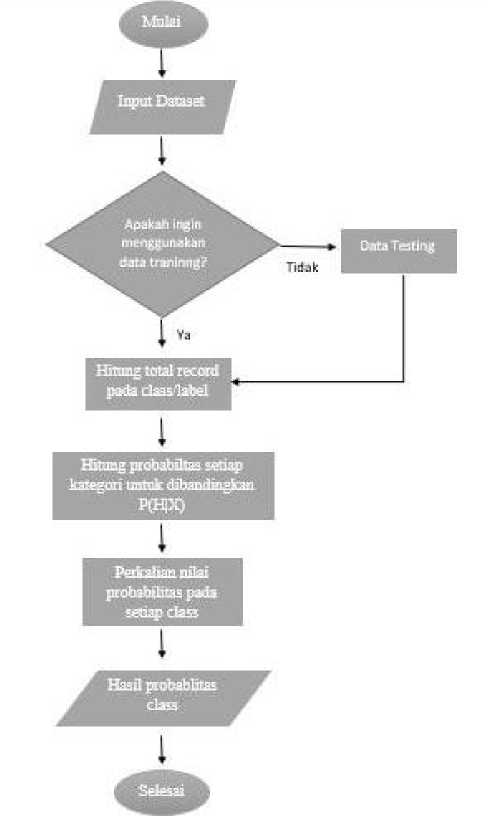 Mulai
Input Dataset
Apakah ingin
menggunakan
data traninng?
Tidak
Data Testing
Ya
Hitung total record
pada class/label
Hitung probabiltas setiap
kategori untuk dibandingkan
P(H|X)
Perkalian nilai
probabilitas pada
setiap class
Hasil probablitas
class
Selesai